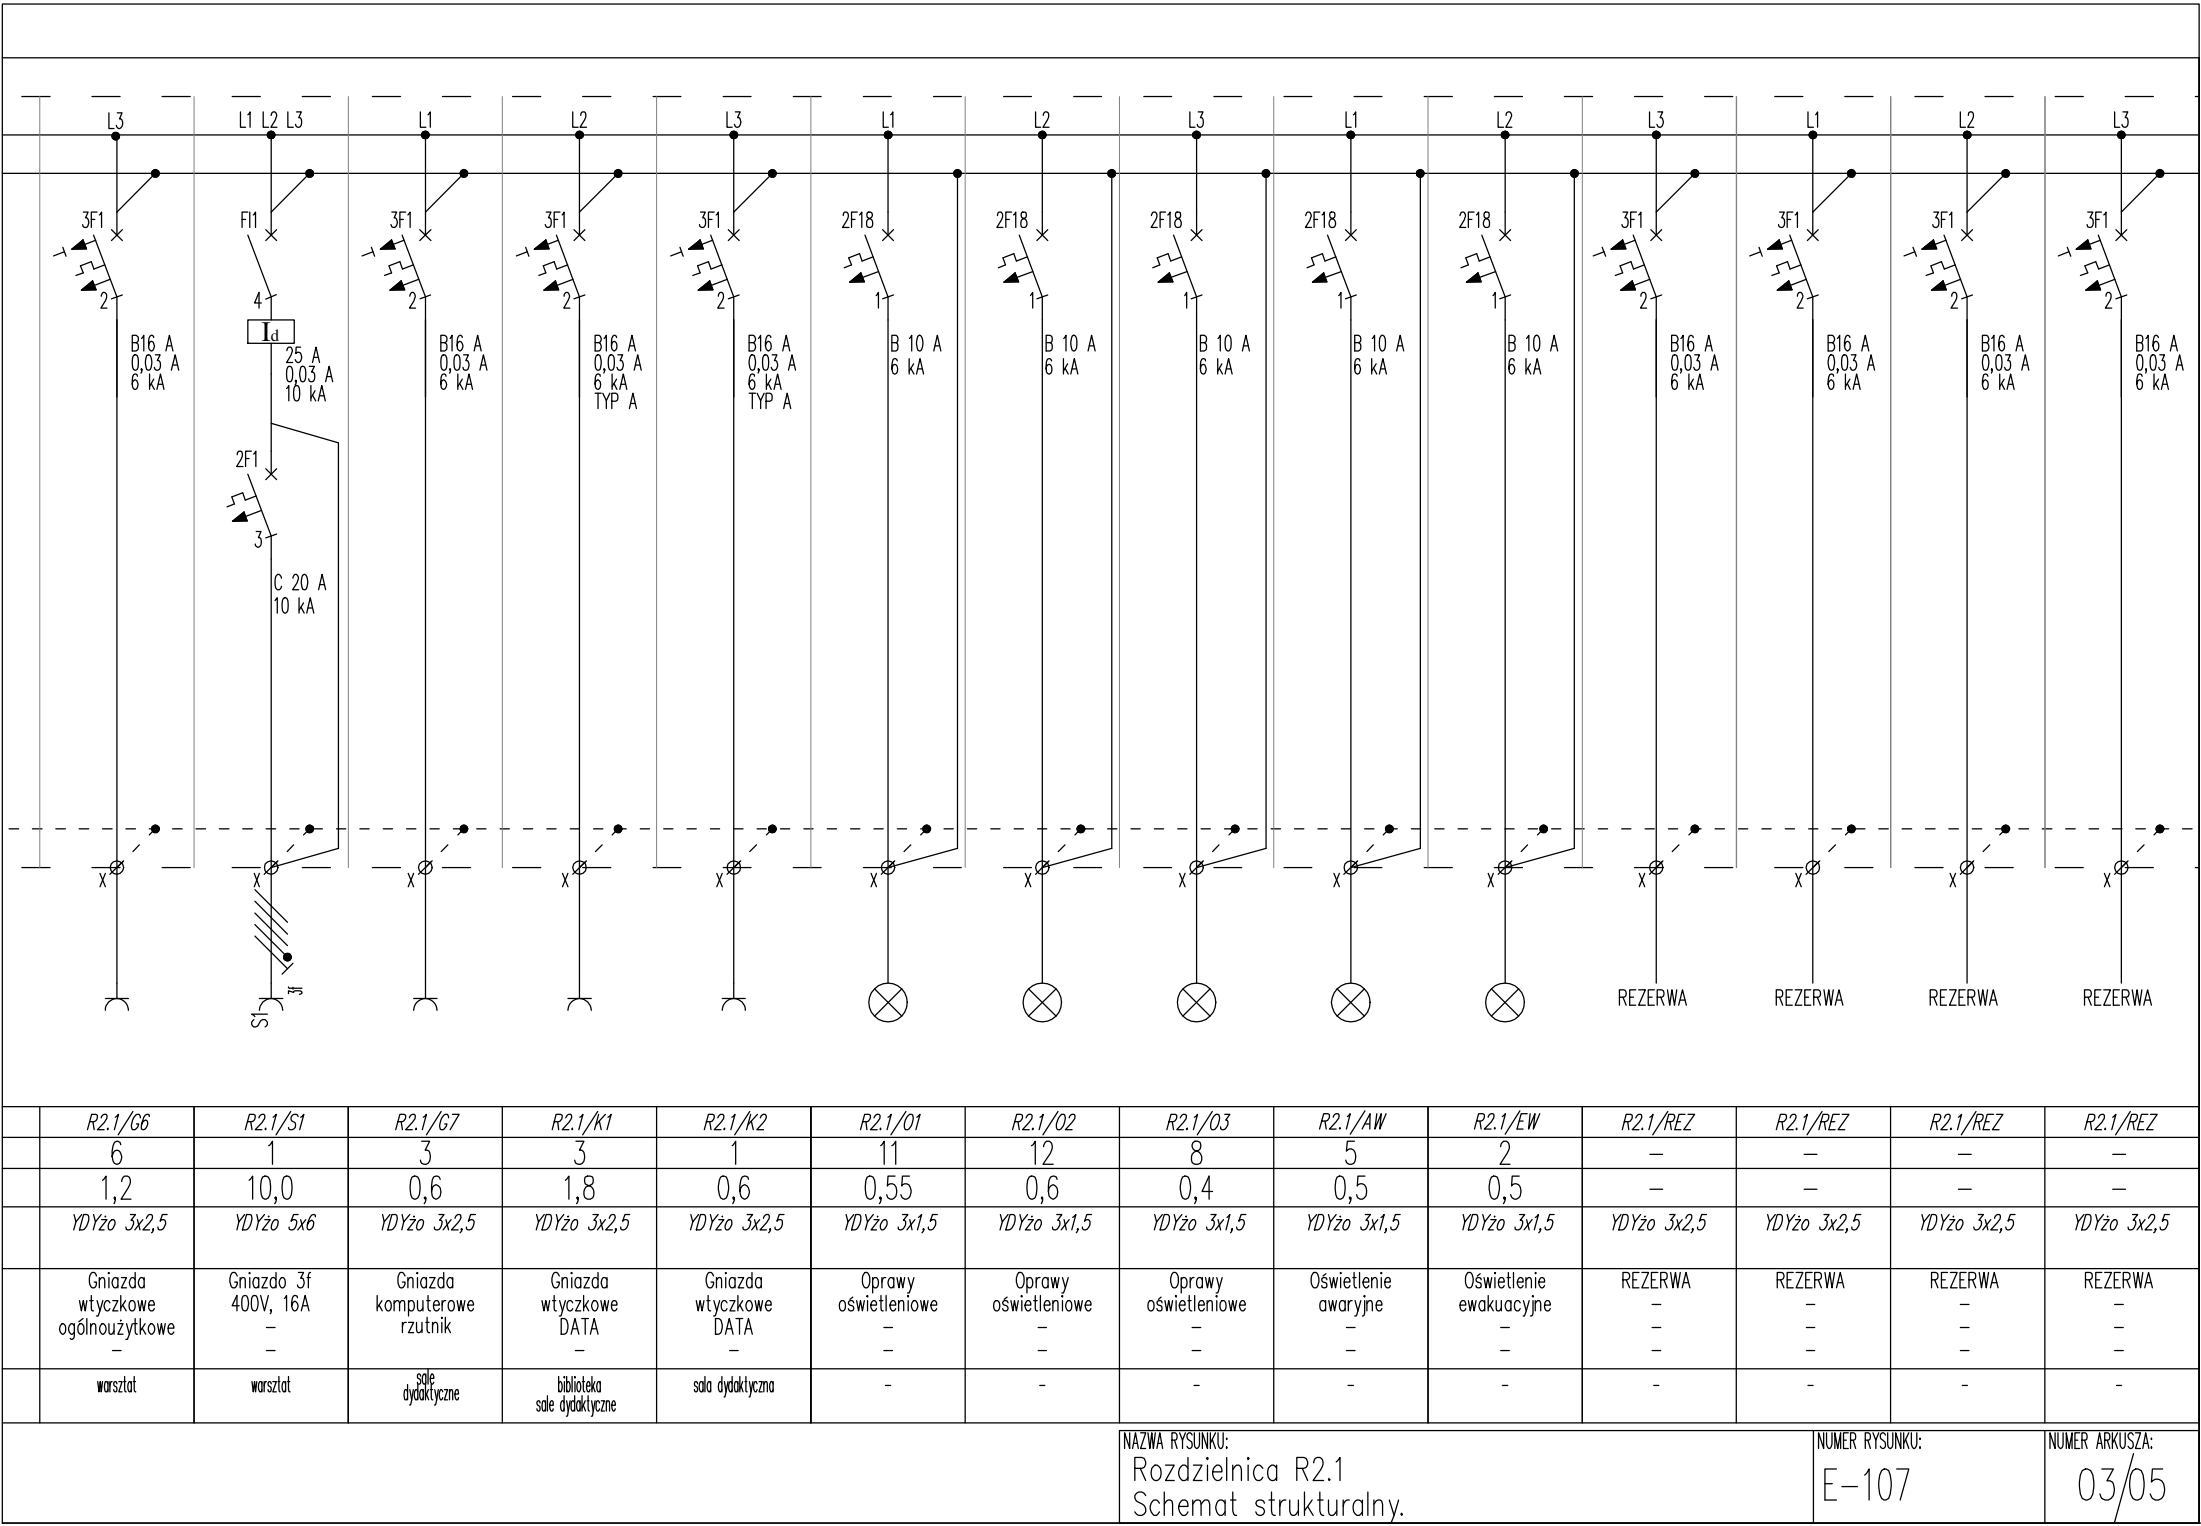 L3 L1 L2 L3 L1 L2 L3 L1 L2 L3 L1 L2 L3 L1 L2 L3
3F1 FI1 3F1 3F1 3F1 2F18 2F18 2F18 2F18 2F18 3F1 3F1 3F1 3F1
2 4 2 2 2 1 1 1 1 1 2 2 2 2
Id
B16 A
0,03 A
6 kA
25 A
0,03 A
10 kA
B16 A
0,03 A
6 kA
B16 A
0,03 A
6 kA
TYP A
B16 A
0,03 A
6 kA
TYP A
B 10 A
6 kA
B 10 A
6 kA
B 10 A
6 kA
B 10 A
6 kA
B 10 A
6 kA
B16 A
0,03 A
6 kA
B16 A
0,03 A
6 kA
B16 A
0,03 A
6 kA
B16 A
0,03 A
6 kA
2F1
3
C 20 A
10 kA
X X X X X X X X X X X X X X
3f
S1
REZERWA REZERWA REZERWA REZERWA
R2.1/G6 R2.1/S1 R2.1/G7 R2.1/K1 R2.1/K2 R2.1/O1 R2.1/O2 R2.1/O3 R2.1/AW R2.1/EW R2.1/REZ R2.1/REZ R2.1/REZ R2.1/REZ
6 1 3 3 1 11 12 8 5 2 – – – –
1,2 10,0 0,6 1,8 0,6 0,55 0,6 0,4 0,5 0,5 – – – –
YDYżo 3x2,5 YDYżo 5x6 YDYżo 3x2,5 YDYżo 3x2,5 YDYżo 3x2,5 YDYżo 3x1,5 YDYżo 3x1,5 YDYżo 3x1,5 YDYżo 3x1,5 YDYżo 3x1,5 YDYżo 3x2,5 YDYżo 3x2,5 YDYżo 3x2,5 YDYżo 3x2,5
Gniazda Gniazdo 3f Gniazda Gniazda Gniazda Oprawy Oprawy Oprawy Oświetlenie Oświetlenie REZERWA REZERWA REZERWA REZERWA
wtyczkowe 400V, 16A komputerowe wtyczkowe wtyczkowe oświetleniowe oświetleniowe oświetleniowe awaryjne ewakuacyjne – – – –
ogólnoużytkowe – rzutnik DATA DATA – – – – – – – – –
– – – – – – – – – – – – –
warsztat warsztat sale biblioteka sala dydaktyczna - - - - - - - - -
dydaktyczne sale dydaktyczne
NAZWA RYSUNKU: NUMER RYSUNKU: NUMER ARKUSZA:
Rozdzielnica R2.1
E-107 03/05
Schemat strukturalny.